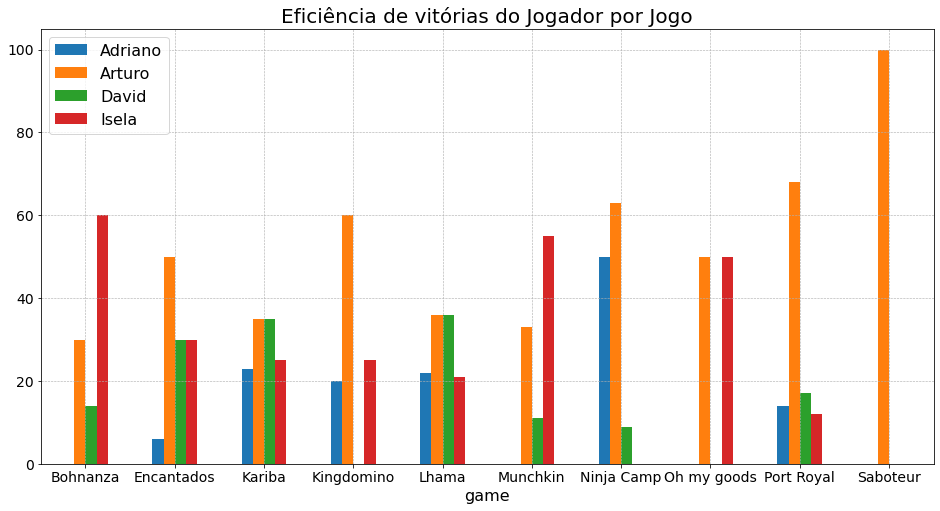 Eficiência de vitórias do Jogador por Jogo
100
80
60
40
20
0
Adriano
Arturo
David
Isela
Bohnanza Encantados Kariba Kingdomino Lhama Munchkin Ninja Camp Oh my goods Port Royal Saboteur
game